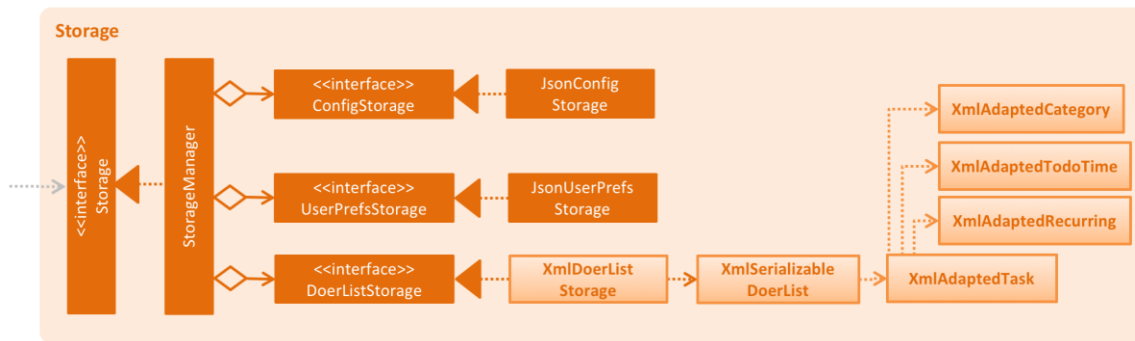 Storage
<<interface>>
Storage
StorageManager
<<interface>>
ConfigStorage
JsonConfig
Storage
<<interface>>
UserPrefsStorage
JsonUserPrefs
Storage
<<interface>>
DoerListStorage
XmlDoerList
Storage
XmlSerializable
DoerList
XmlAdaptedTask
XmlAdaptedCategory
XmlAdaptedTodoTime
XmlAdaptedRecurring